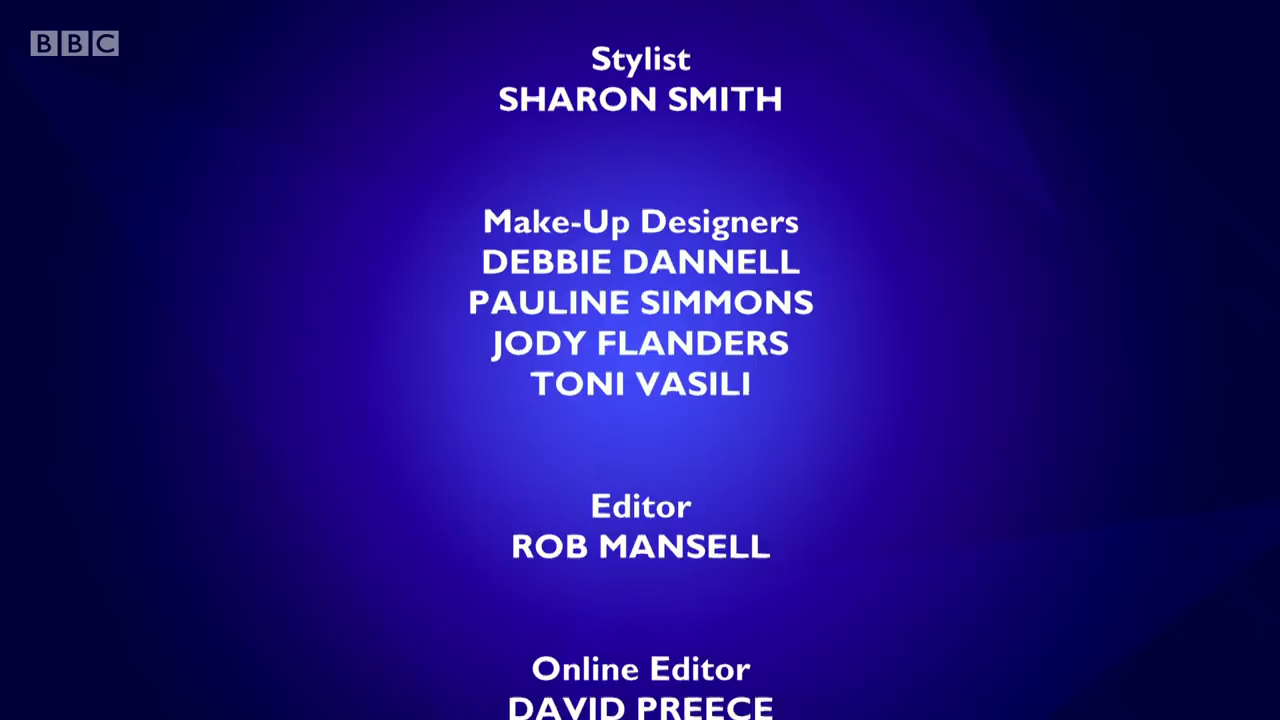 BBC
Stylist
SHARON SMITH
Make-Up Designers
DEBBIE DANNELL
PAULINE SIMMONS
JODY FLANDERS
TONI VASILI
Editor
ROB MANSELL
Online Editor
DAVID PREECE